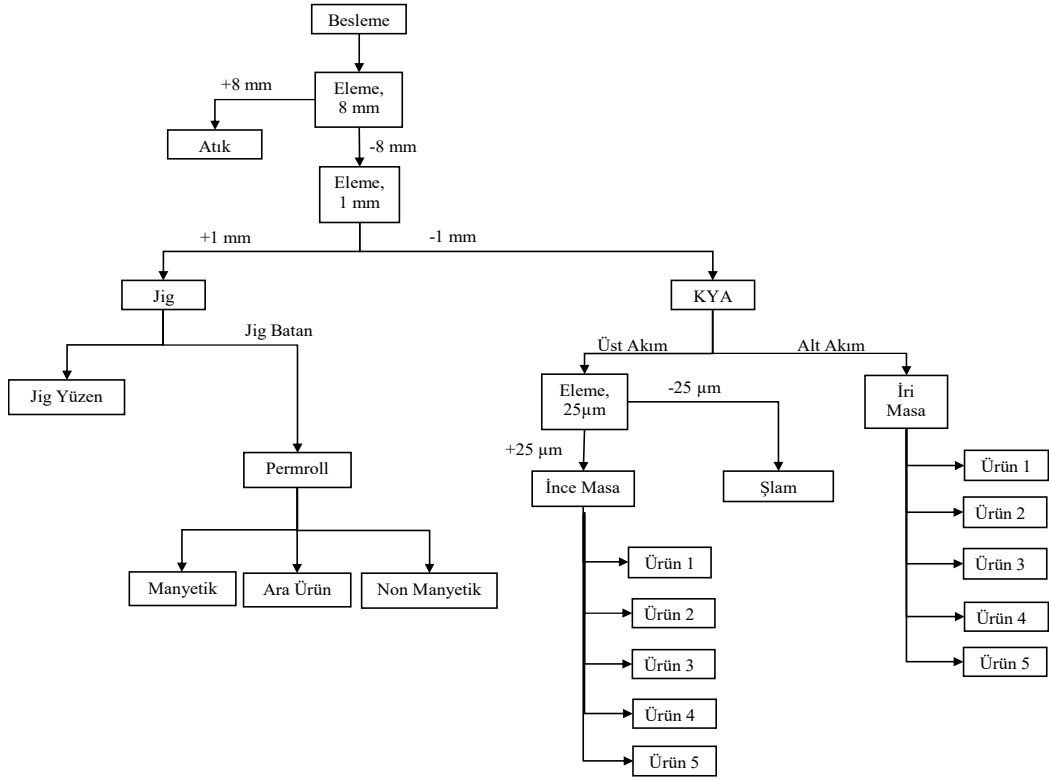 Besleme
+8 mm
Eleme,
8 mm
Atık
-8 mm
Eleme,
1 mm
+1 mm
-1 mm
Jig
KYA
Jig Batan
Üst Akım
Alt Akım
Jig Yüzen
Eleme,
25µm
-25 µm
İri
Masa
+25 µm
Permroll
İnce Masa
Şlam
Ürün 1
Ürün 2
Ürün 3
Ürün 4
Ürün 5
Manyetik
Ara Ürün
Non Manyetik
Ürün 1
Ürün 2
Ürün 3
Ürün 4
Ürün 5